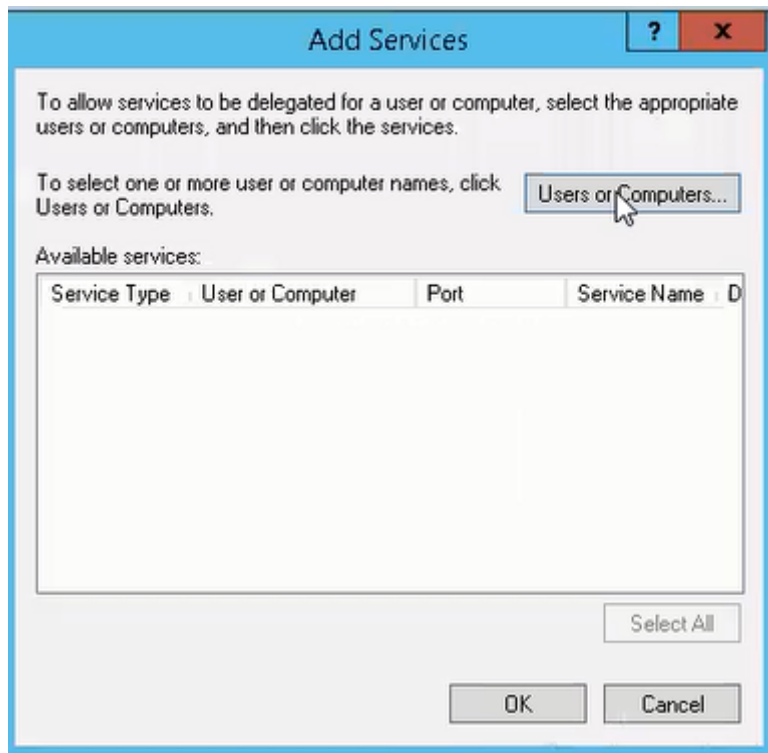 Add Services
?
x
To allow services to be delegated for a user or computer, select the appropriate
users or computers, and then click the services.
To select one or more user or computer names, click
Users or Computers.
Users or Computers...
Available services:
Service Type User or Computer Port Service Name D
Select All
OK Cancel